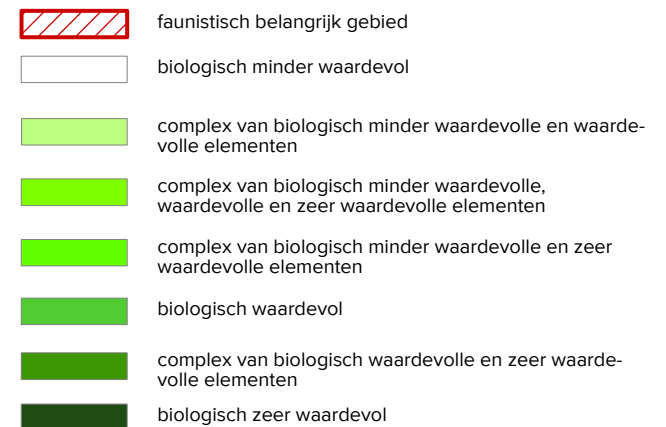 faunistisch belangrijk gebied
biologisch minder waardevol
complex van biologisch minder waardevolle en waarde-
volle elementen
complex van biologisch minder waardevolle,
waardevolle en zeer waardevolle elementen
complex van biologisch minder waardevolle en zeer
waardevolle elementen
biologisch waardevol
complex van biologisch waardevolle en zeer waarde-
volle elementen
biologisch zeer waardevol